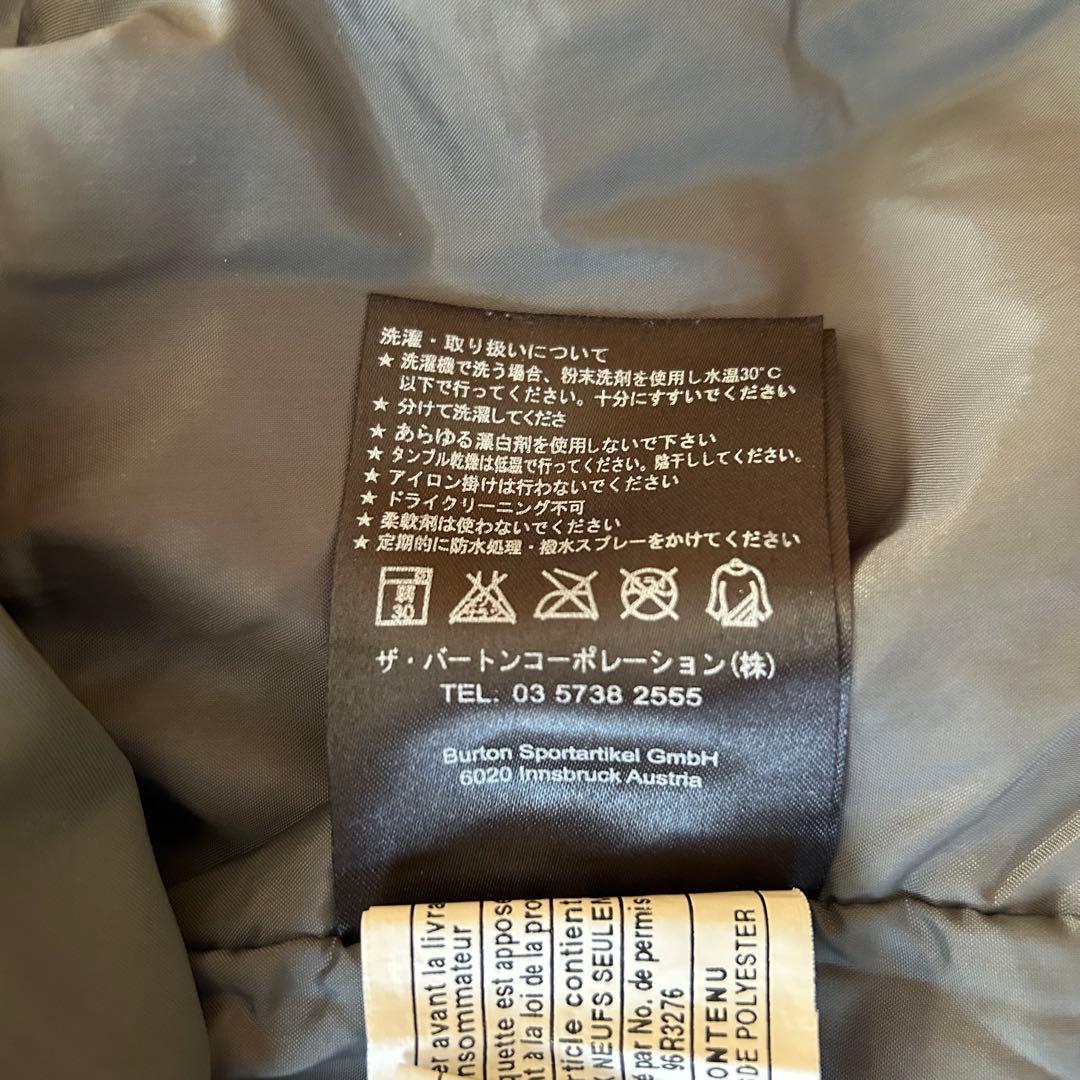 洗濯・取り扱いについて
★ 洗濯機で洗う場合、粉末洗剤を使用し水温30°C
以下で行ってください。十分にすすいでください
★ 分けて洗濯してくださ
★ あらゆる漂白剤を使用しないで下さい
★ タンブル乾燥は低温で行ってください。陰干ししてください。
★ アイロン掛けは行わないでください
★ ドライクリーニング不可
★ 柔軟剤は使わないでください
★ 定期的に防水処理・撥水スプレーをかけてください
弱
30
ザ・バートンコーポレーション(株)
TEL. 03 5738 2555
Burton Sportartikel GmbH
6020 Innsbruck Austria
er avant la livra
nsommateur
quette est appose
t à la loi de la pro
rticle contient
X NEUFS SEULEM
é par No. de permis
96R3276
ONTENU
DE POLYESTER